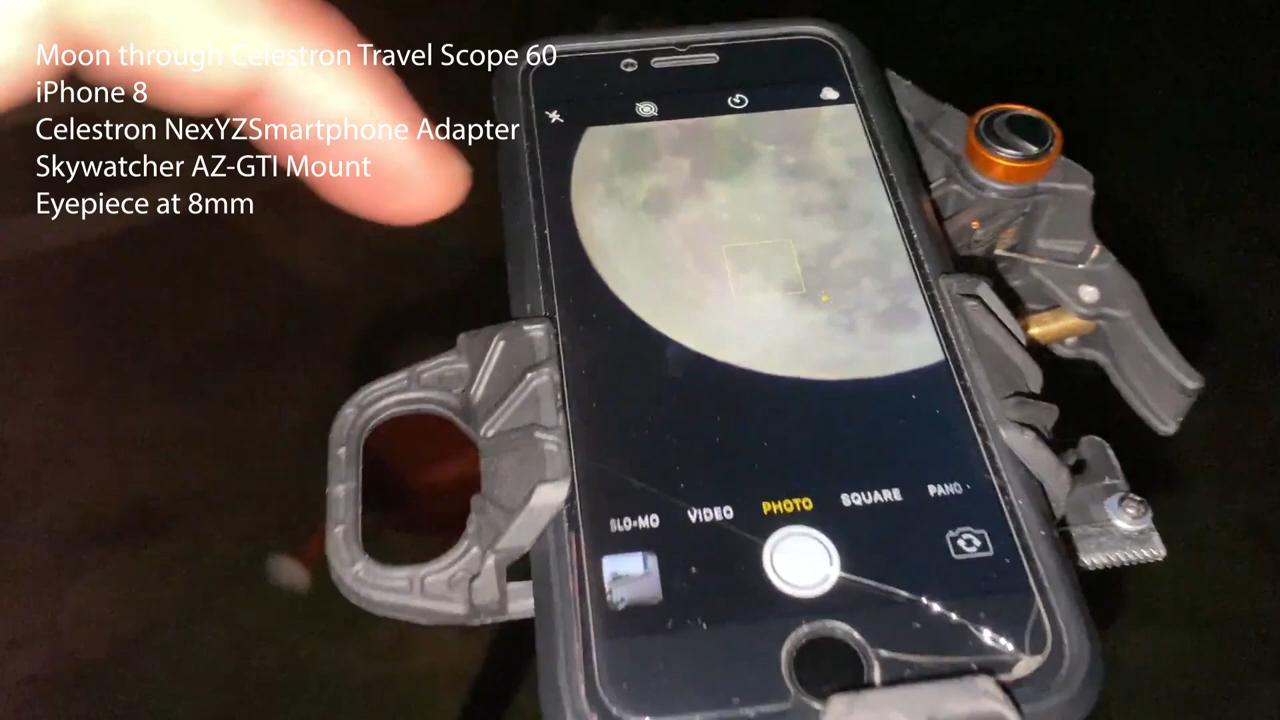 Moon through Celestron Travel Scope 60
iPhone 8
Celestron NexYZSmartphone Adapter
Skywatcher AZ-GTI Mount
Eyepiece at 8mm
SLO-MO VIDEO PHOTO SQUARE PANO